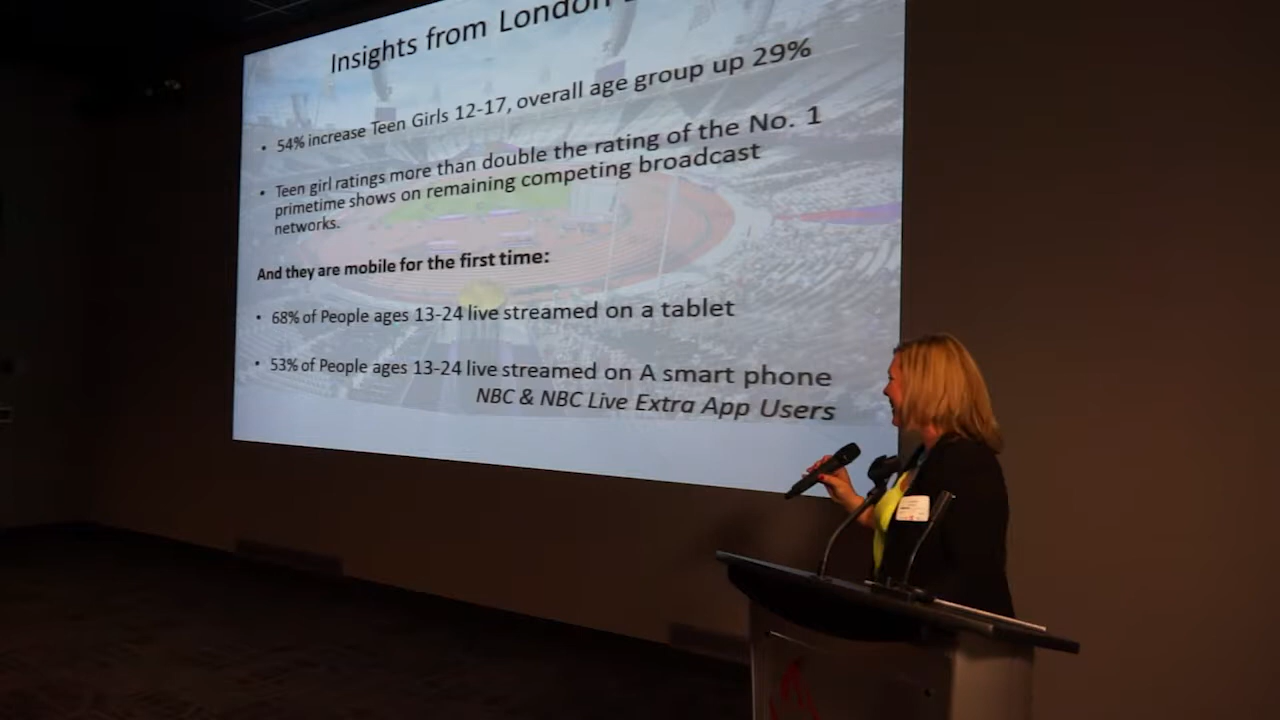 Insights from London
• 54% increase Teen Girls 12-17, overall age group up 29%
• Teen girl ratings more than double the rating of the No. 1
primetime shows on remaining competing broadcast
networks.
And they are mobile for the first time:
• 68% of People ages 13-24 live streamed on a tablet
• 53% of People ages 13-24 live streamed on A smart phone
NBC & NBC Live Extra App Users